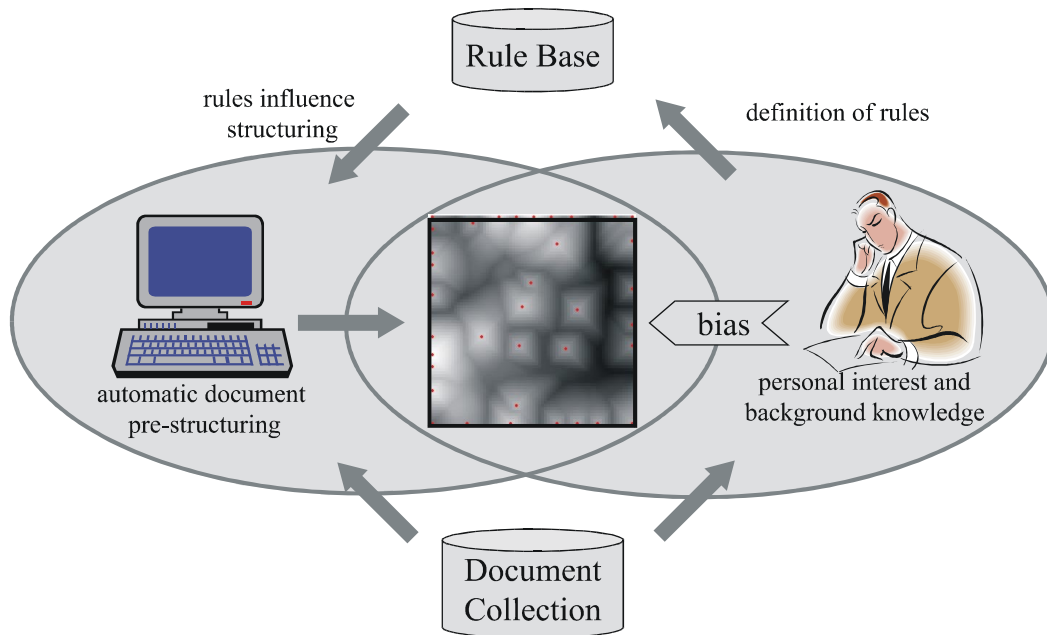 Rule Base
rules influence
structuring
definition of rules
bias
automatic document
pre-structuring
personal interest and
background knowledge
Document
Collection